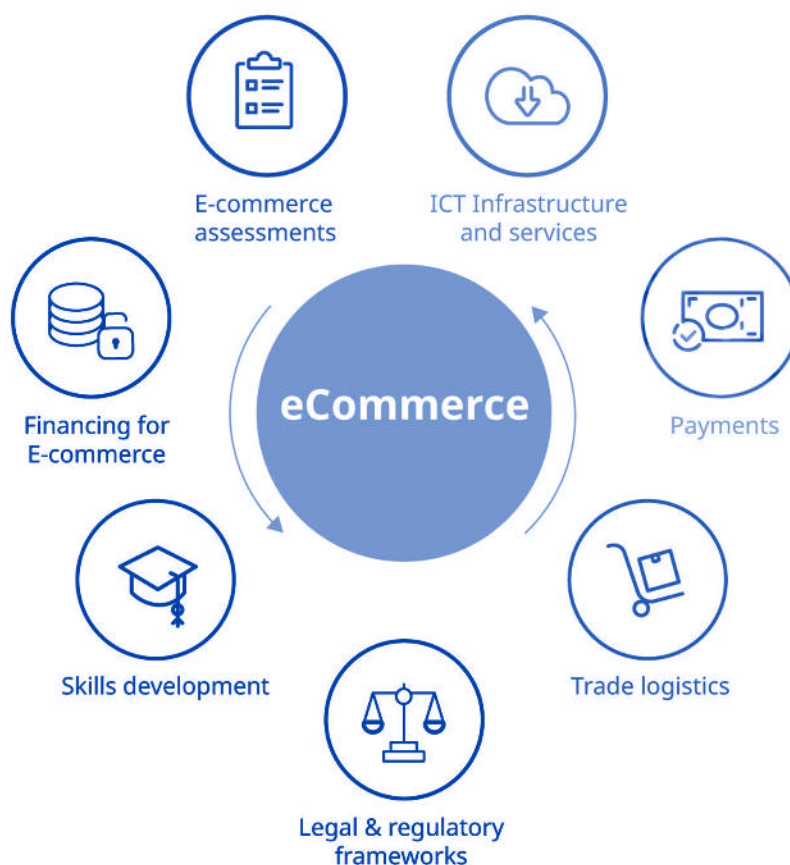 E-commerce
assessments
ICT Infrastructure
and services
Financing for
E-commerce
eCommerce
Payments
Skills development
Trade logistics
Legal & regulatory
frameworks